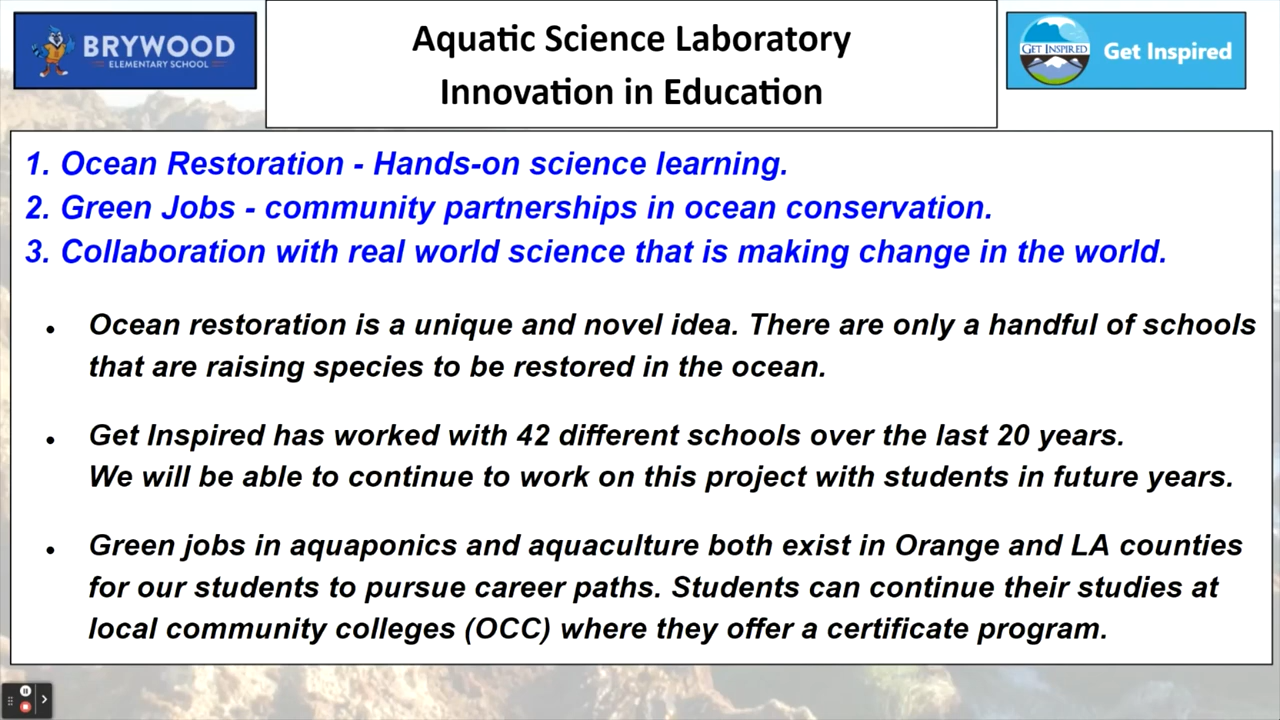 BRYWOOD
ELEMENTARY SCHOOL
Aquatic Science Laboratory
Innovation in Education
GET INSPIRED
Get Inspired
1. Ocean Restoration - Hands-on science learning.
2. Green Jobs - community partnerships in ocean conservation.
3. Collaboration with real world science that is making change in the world.
• Ocean restoration is a unique and novel idea. There are only a handful of schools
that are raising species to be restored in the ocean.
• Get Inspired has worked with 42 different schools over the last 20 years.
We will be able to continue to work on this project with students in future years.
• Green jobs in aquaponics and aquaculture both exist in Orange and LA counties
for our students to pursue career paths. Students can continue their studies at
local community colleges (OCC) where they offer a certificate program.